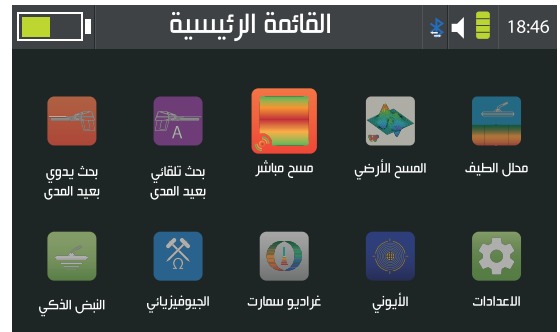 القائمة الرئيسية
18:46
محلل الطيف
المسح الأرضي
مسح مباشر
بحث تلقائي
بعيد المدى
بحث يدوي
بعيد المدى
A
الاعدادات
الأيوني
غراديو سمارت
الجيوفيزيائي
Ω
النبض الذكي